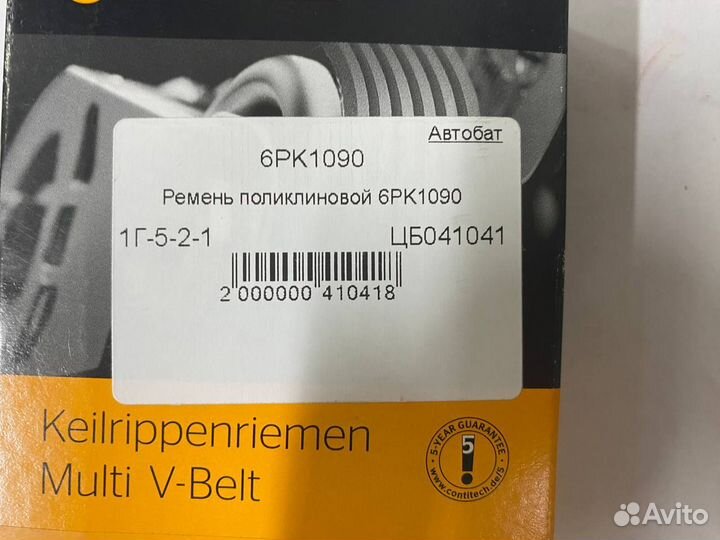 Автобат
6PK1090
Ремень поликлиновой 6PK1090
1Г-5-2-1 ЦБ041041
2 000000 410418
Keilrippenriemen
Multi V-Belt
5-YEAR GUARANTEE
5
www.contitech.de/5
Avito